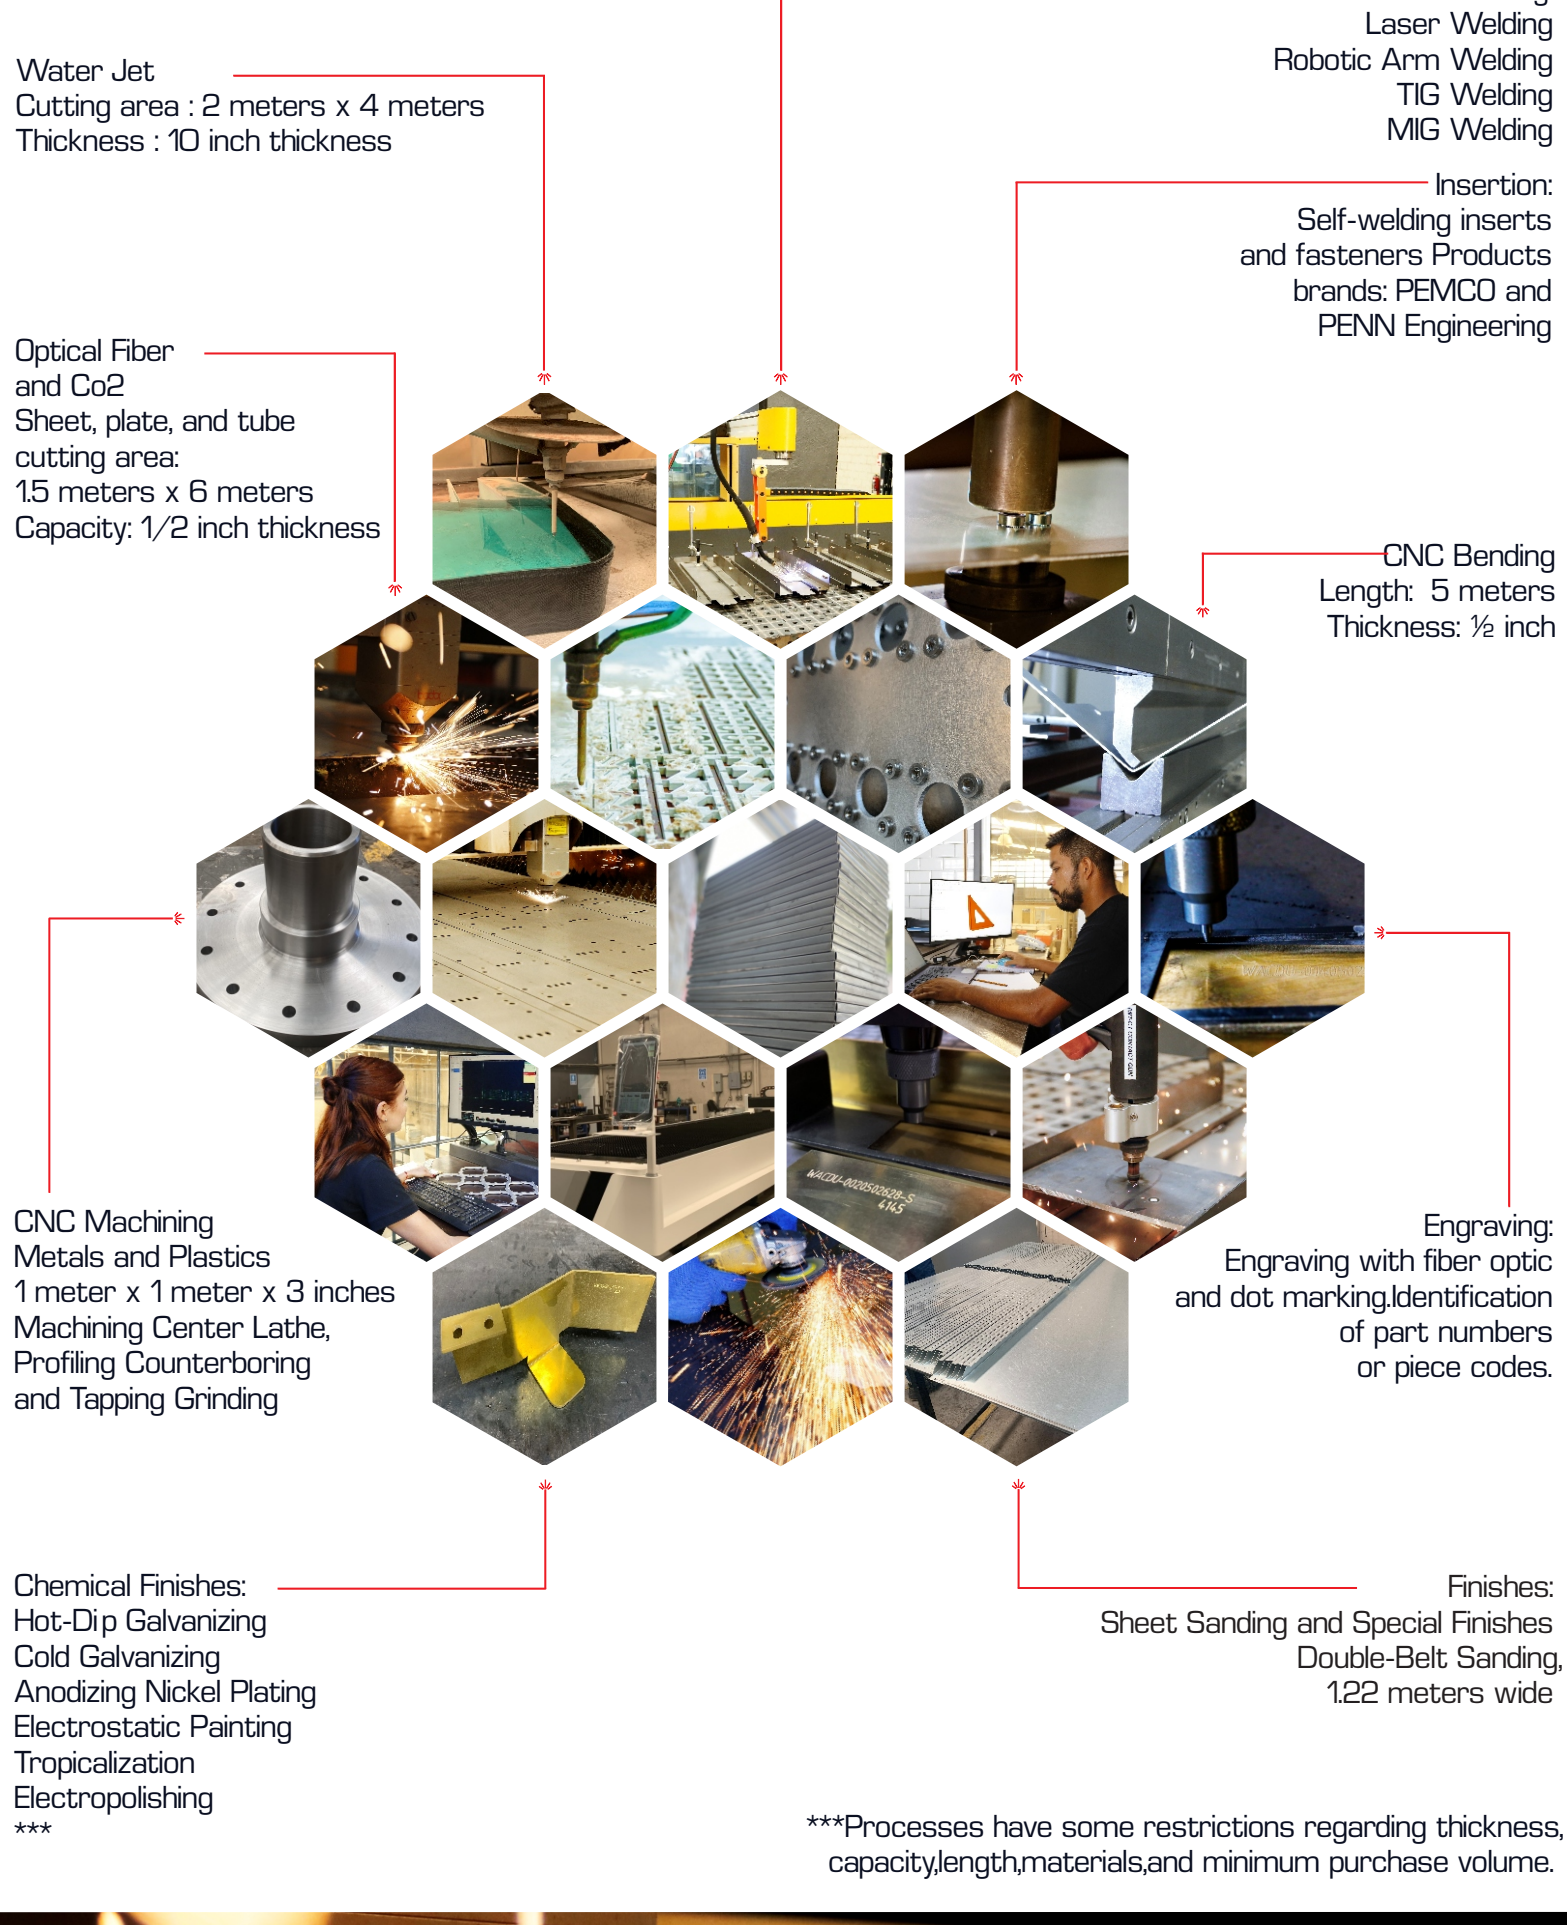 Laser Welding
Robotic Arm Welding
TIG Welding
MIG Welding
Water Jet
Cutting area : 2 meters x 4 meters
Thickness : 10 inch thickness
Insertion:
Self-welding inserts
and fasteners Products
brands: PEMCO and
PENN Engineering
Optical Fiber
and Co2
Sheet, plate, and tube
cutting area:
1.5 meters x 6 meters
Capacity: 1/2 inch thickness
CNC Bending
Length: 5 meters
Thickness: ½ inch
WACDU-0020502628-S
4145
CNC Machining
Metals and Plastics
1 meter x 1 meter x 3 inches
Machining Center Lathe,
Profiling Counterboring
and Tapping Grinding
Engraving:
Engraving with fiber optic
and dot marking.Identification
of part numbers
or piece codes.
Chemical Finishes:
Hot-Dip Galvanizing
Cold Galvanizing
Anodizing Nickel Plating
Electrostatic Painting
Tropicalization
Electropolishing
***
Finishes:
Sheet Sanding and Special Finishes
Double-Belt Sanding,
1.22 meters wide
***Processes have some restrictions regarding thickness,
capacity,length,materials,and minimum purchase volume.